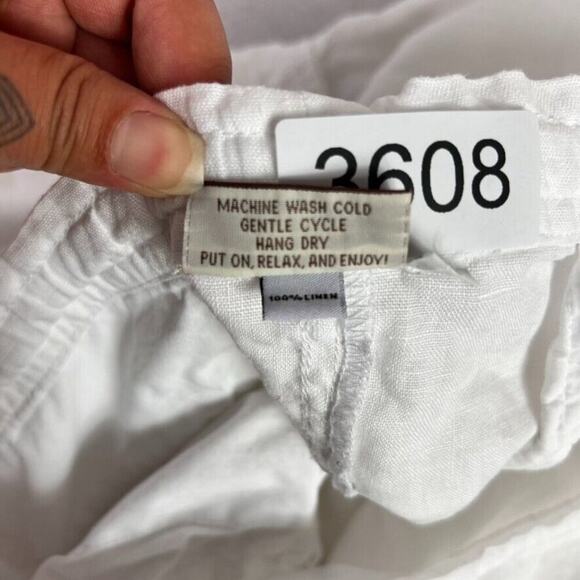 3608
MACHINE WASH COLD
GENTLE CYCLE
HANG DRY
PUT ON, RELAX, AND ENJOY!
100% LINEN